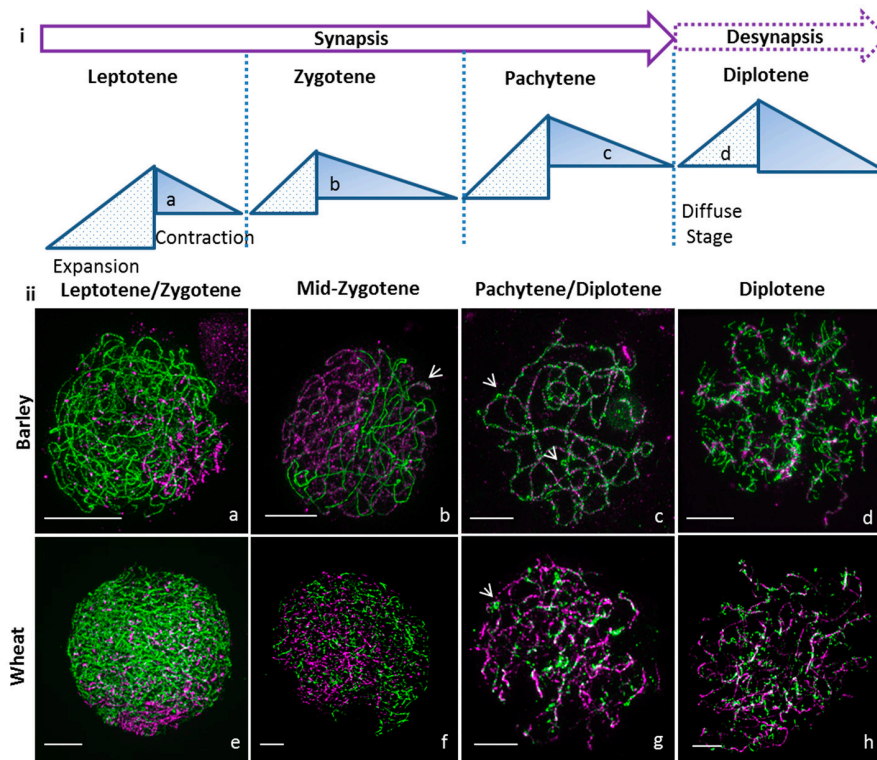 i
Synapsis
Desynapsis
Leptotene
Zygotene
Pachytene
Diplotene
a
b
c
d
Contraction
Expansion
Diffuse
Stage
ii
Leptotene/Zygotene
Mid-Zygotene
Pachytene/Diplotene
Diplotene
Barley
a
b
c
d
Wheat
e
f
g
h